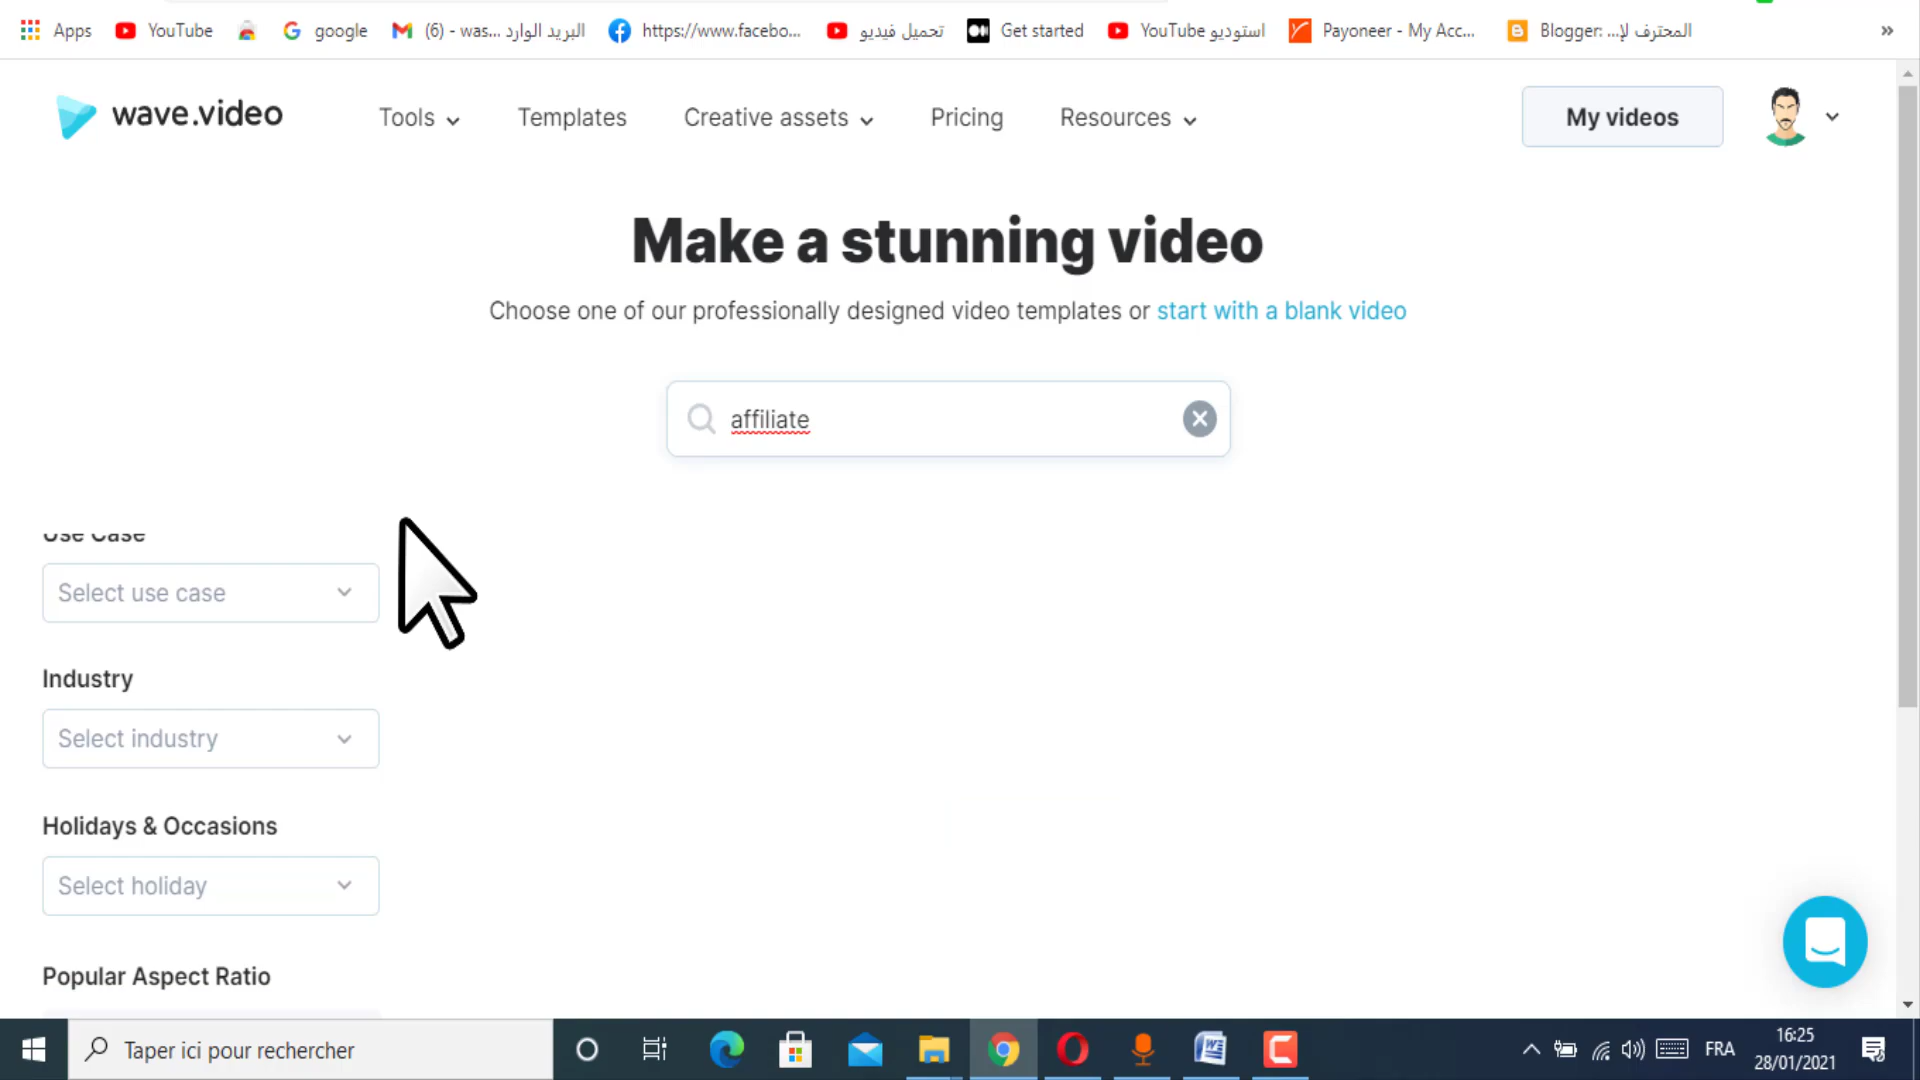 Apps YouTube google البريد الوارد (6) - was... https://www.facebo... تحميل فيديو Get started استوديو YouTube Payoneer - My Acc... Blogger: المحترف لإ... »
wave.video Tools Templates Creative assets Pricing Resources My videos
Make a stunning video
Choose one of our professionally designed video templates or start with a blank video
affiliate
Use Case
Select use case
Industry
Select industry
Holidays & Occasions
Select holiday
Popular Aspect Ratio
Taper ici pour rechercher FRA 16:25
28/01/2021